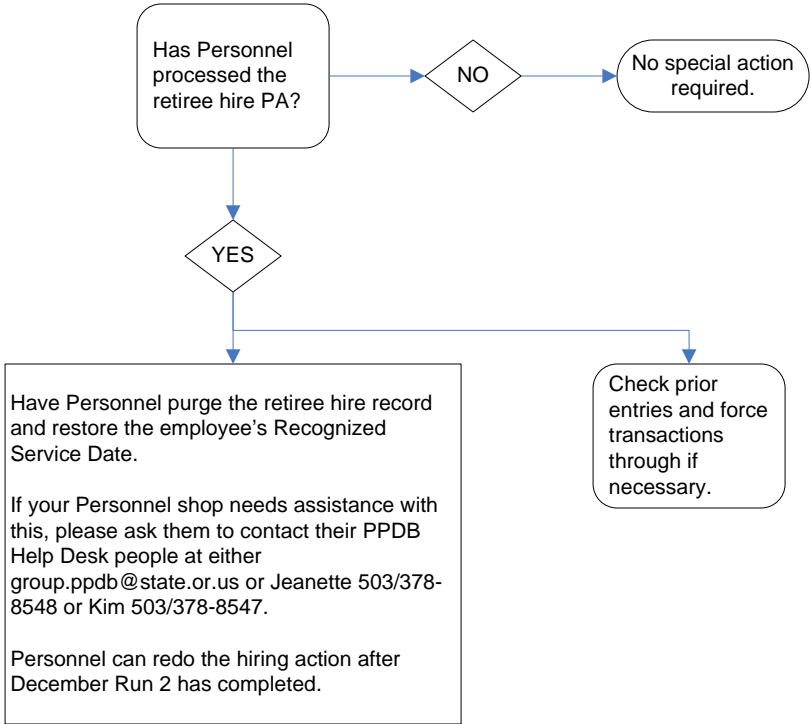 Has Personnel
processed the
retiree hire PA?
NO
No special action
required.
YES
Have Personnel purge the retiree hire record
and restore the employee's Recognized
Service Date.
If your Personnel shop needs assistance with
this, please ask them to contact their PPDB
Help Desk people at either
group.ppdb@state.or.us or Jeanette 503/378-
8548 or Kim 503/378-8547.
Personnel can redo the hiring action after
December Run 2 has completed.
Check prior
entries and force
transactions
through if
necessary.